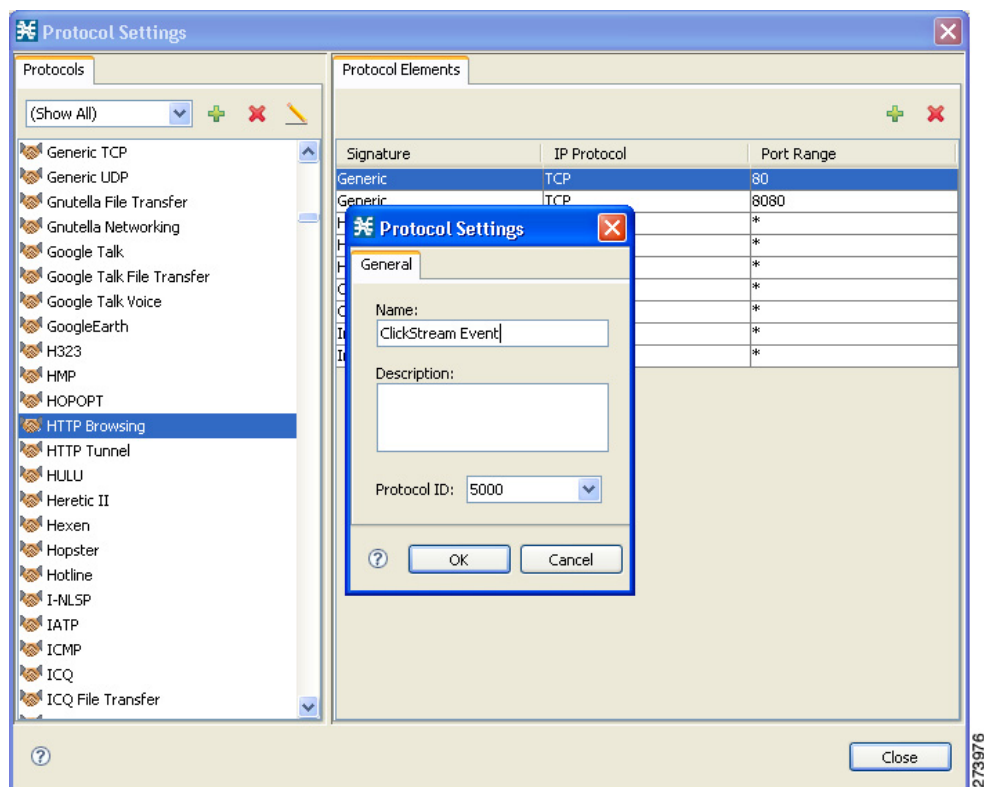 Protocol Settings
Protocols
(Show All)
Generic TCP
Generic UDP
Gnutella File Transfer
Gnutella Networking
Google Talk
Google Talk File Transfer
Google Talk Voice
GoogleEarth
H323
HMP
HOPOPT
HTTP Browsing
HTTP Tunnel
HULU
Heretic II
Hexen
Hopster
Hotline
I-NLSP
IATP
ICMP
ICQ
ICQ File Transfer
Protocol Elements
Signature IP Protocol Port Range
Generic TCP 80
Generic TCP 8080
*
*
*
*
*
*
*
Protocol Settings
General
Name:
ClickStream Event
Description:
Protocol ID: 5000
? OK Cancel
? Close
273976